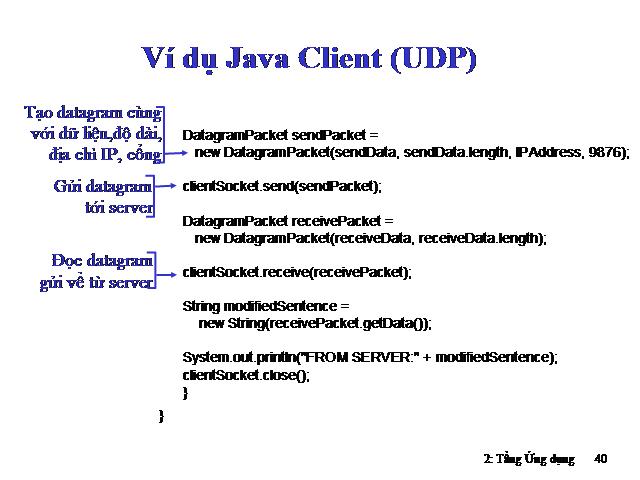 Ví dụ Java Client (UDP)
Tạo datagram cùng
với dữ liệu,độ dài,
địa chỉ IP, cổng
DatagramPacket sendPacket =
new DatagramPacket(sendData, sendData.length, IPAddress, 9876);
Gửi datagram
tới server
clientSocket.send(sendPacket);
DatagramPacket receivePacket =
new DatagramPacket(receiveData, receiveData.length);
Đọc datagram
gửi về từ server
clientSocket.receive(receivePacket);
String modifiedSentence =
new String(receivePacket.getData());
System.out.println("FROM SERVER:" + modifiedSentence);
clientSocket.close();
}
}
2: Tầng Ứng dụng 40